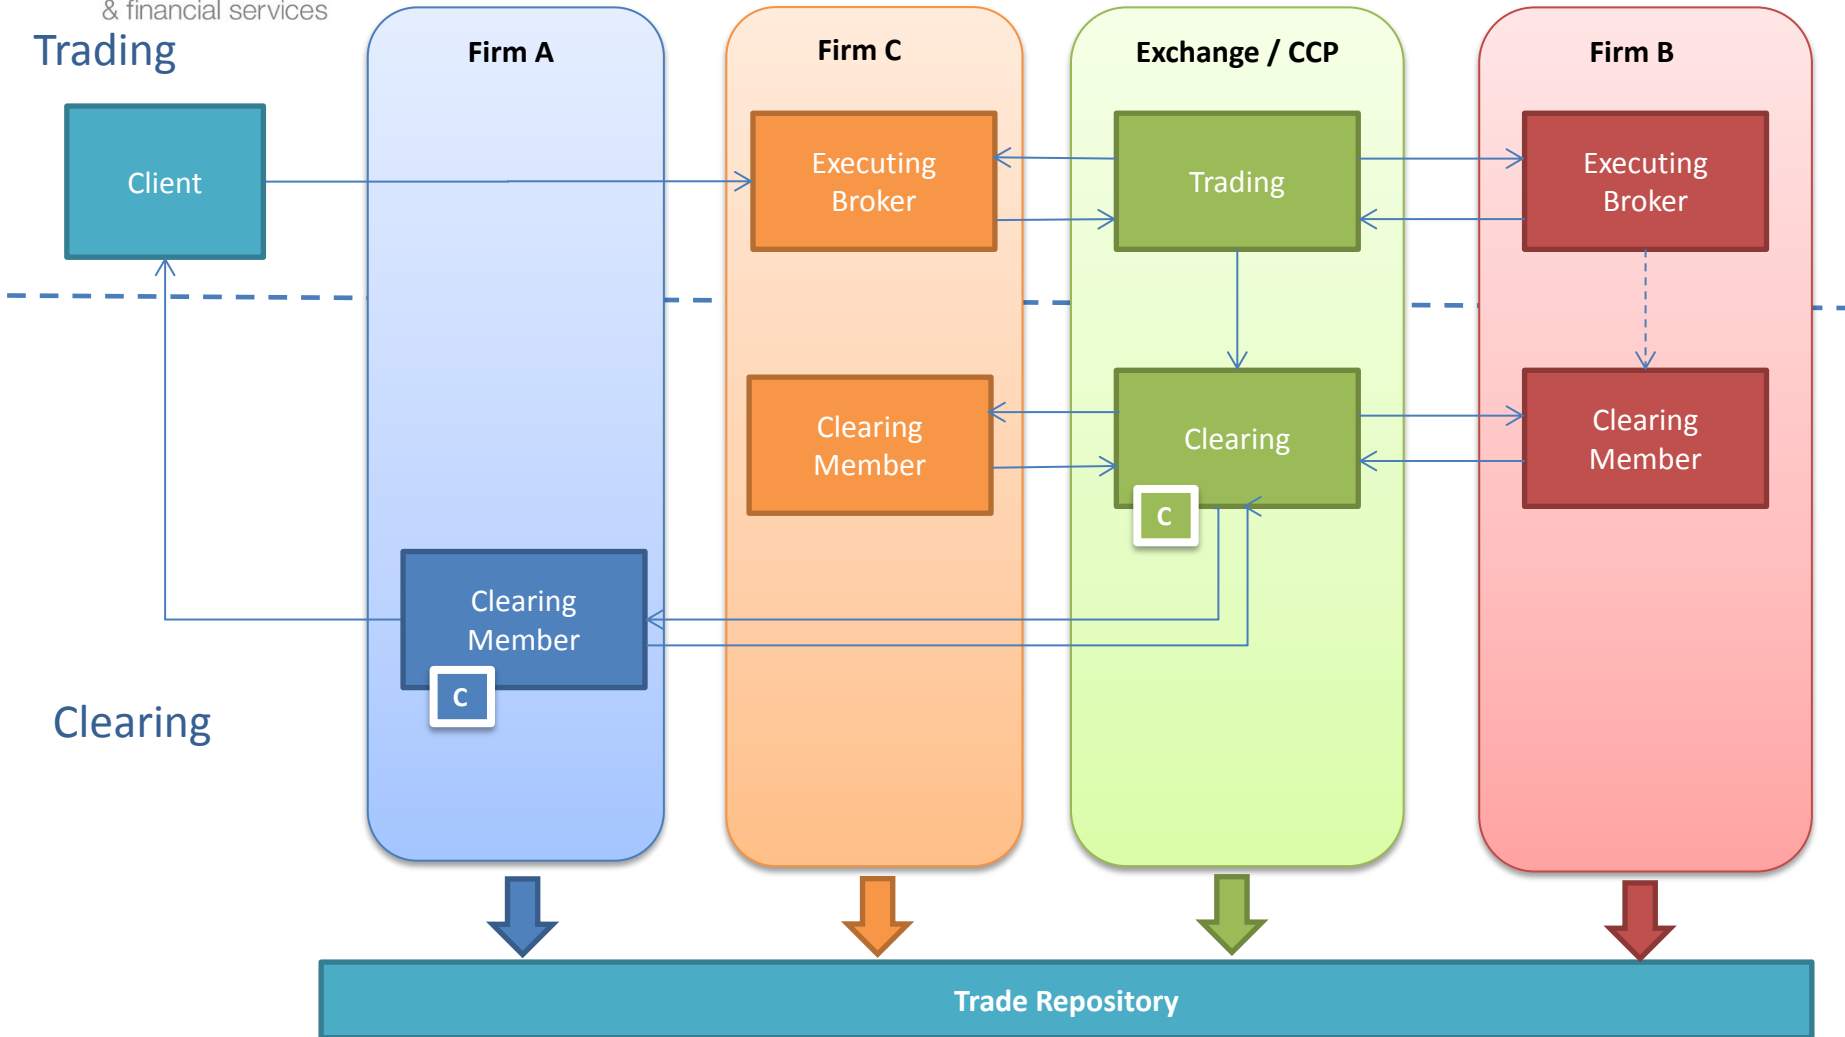 & financial services
Trading
Firm A
Firm C
Exchange / CCP
Firm B
Client
Executing
Broker
Trading
Executing
Broker
Clearing
Member
Clearing
Clearing
Member
C
Clearing
Member
C
Clearing
Trade Repository